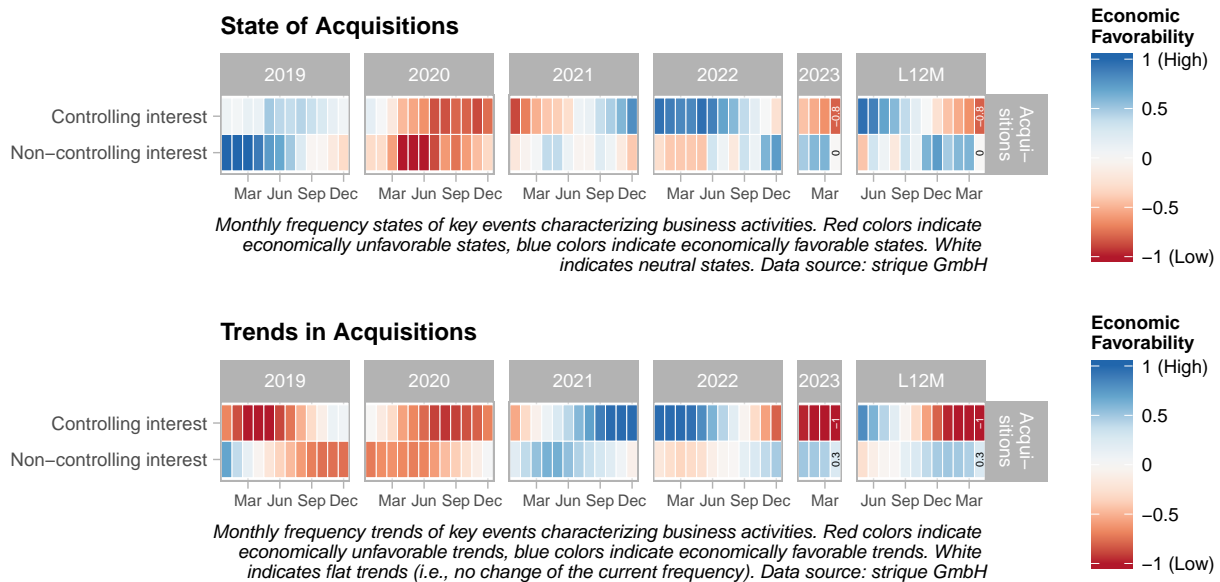 State of Acquisitions
Economic
Favorability
1 (High)
0.5
0
−0.5
−1 (Low)
2019
2020
2021
2022
2023
L12M
Controlling interest
Non−controlling interest
−0.8
0
−0.8
0
Acqui−
sitions
Mar Jun Sep Dec
Mar Jun Sep Dec
Mar Jun Sep Dec
Mar Jun Sep Dec
Mar
Jun Sep Dec Mar
Monthly frequency states of key events characterizing business activities. Red colors indicate
economically unfavorable states, blue colors indicate economically favorable states. White
indicates neutral states. Data source: strique GmbH
Trends in Acquisitions
Economic
Favorability
1 (High)
0.5
0
−0.5
−1 (Low)
2019
2020
2021
2022
2023
L12M
Controlling interest
Non−controlling interest
−1
0.3
−1
0.3
Acqui−
sitions
Mar Jun Sep Dec
Mar Jun Sep Dec
Mar Jun Sep Dec
Mar Jun Sep Dec
Mar
Jun Sep Dec Mar
Monthly frequency trends of key events characterizing business activities. Red colors indicate
economically unfavorable trends, blue colors indicate economically favorable trends. White
indicates flat trends (i.e., no change of the current frequency). Data source: strique GmbH